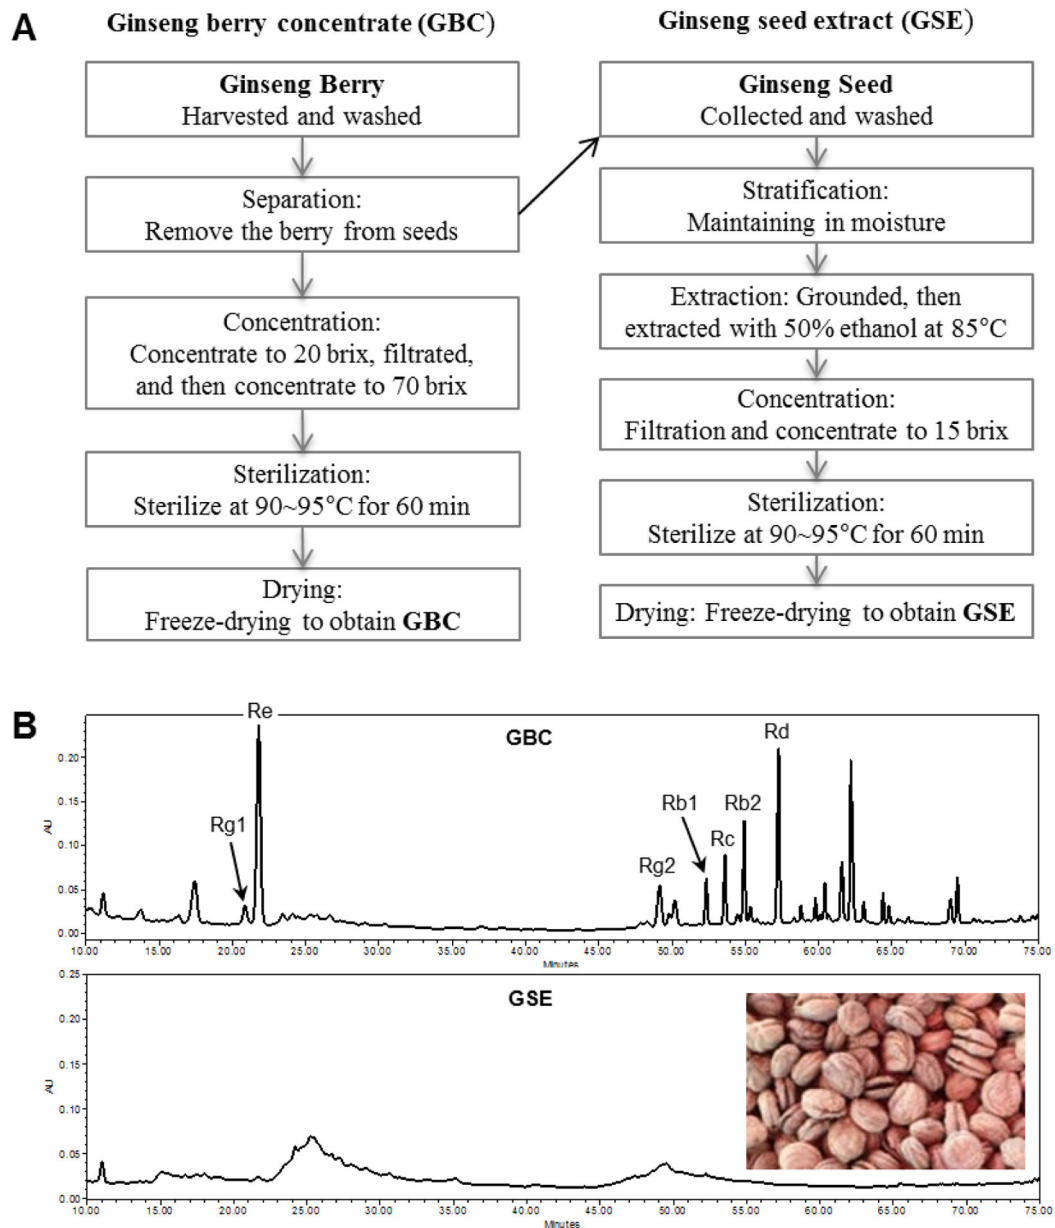 A
Ginseng berry concentrate (GBC)
Ginseng Berry
Harvested and washed
Separation:
Remove the berry from seeds
Concentration:
Concentrate to 20 brix, filtrated,
and then concentrate to 70 brix
Sterilization:
Sterilize at 90~95°C for 60 min
Drying:
Freeze-drying to obtain GBC
Ginseng seed extract (GSE)
Ginseng Seed
Collected and washed
Stratification:
Maintaining in moisture
Extraction: Grounded, then
extracted with 50% ethanol at 85°C
Concentration:
Filtration and concentrate to 15 brix
Sterilization:
Sterilize at 90~95°C for 60 min
Drying: Freeze-drying to obtain GSE
B
GBC
Re
Rg1
Rg2
Rb1
Rc
Rb2
Rd
AU
0.20
0.15
0.10
0.05
0.00
10.00 15.00 20.00 25.00 30.00 35.00 40.00 45.00 50.00 55.00 60.00 65.00 70.00 75.00
Minutes
GSE
AU
0.25
0.20
0.15
0.10
0.05
0.00
10.00 15.00 20.00 25.00 30.00 35.00 40.00 45.00 50.00 55.00 60.00 65.00 70.00 75.00
Minutes